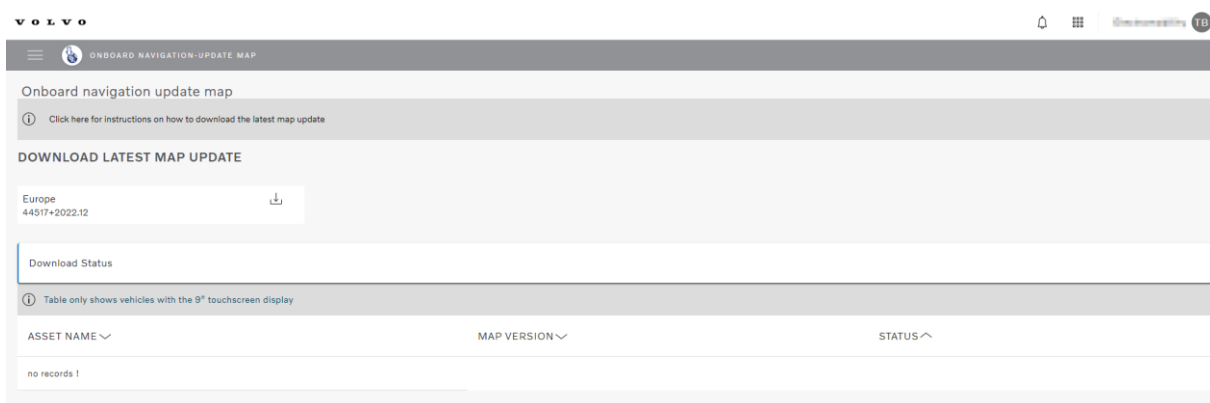 VOLVO
TB
ONBOARD NAVIGATION-UPDATE MAP
Onboard navigation update map
Click here for instructions on how to download the latest map update
DOWNLOAD LATEST MAP UPDATE
Europe
44517+2022.12
Download Status
Table only shows vehicles with the 9" touchscreen display
ASSET NAME MAP VERSION STATUS
no records !